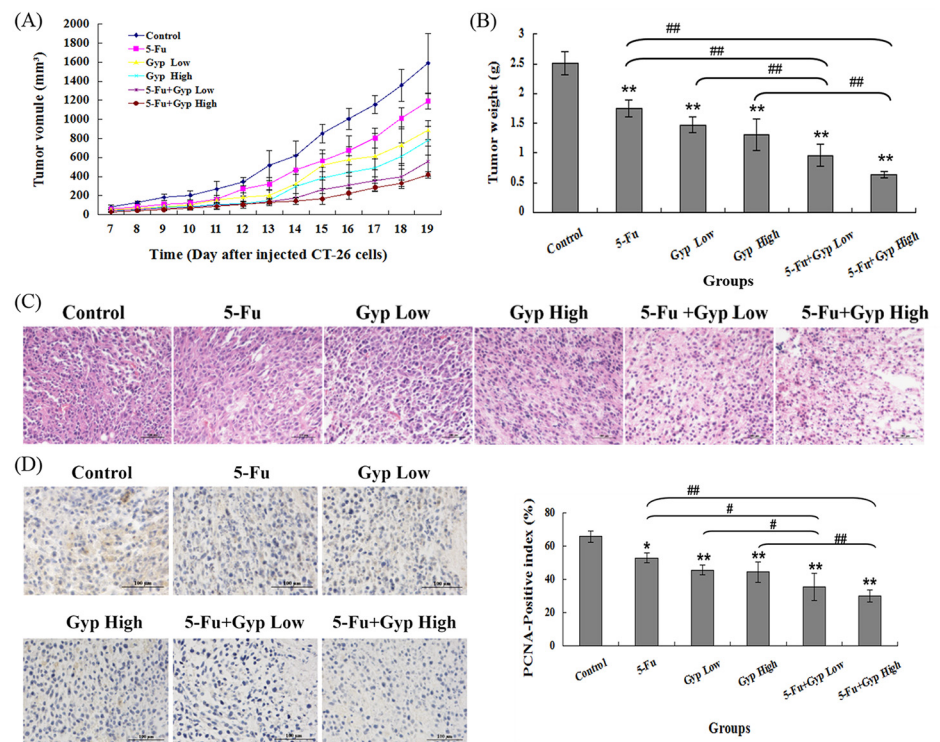 (A)
Tumor vomule (mm³)
2000
1800
1600
1400
1200
1000
800
600
400
200
0
Control
5-Fu
Gyp Low
Gyp High
5-Fu+Gyp Low
5-Fu+Gyp High
7 8 9 10 11 12 13 14 15 16 17 18 19
Time (Day after injected CT-26 cells)
(B)
Tumor weight (g)
3
2.5
2
1.5
1
0.5
0
##
##
##
##
**
**
**
**
**
Control
5-Fu
Gyp Low
Gyp High
5-Fu+Gyp Low
5-Fu+Gyp High
Groups
(C)
Control 5-Fu Gyp Low Gyp High 5-Fu +Gyp Low 5-Fu+Gyp High
(D)
Control 5-Fu Gyp Low
100 μm 100 μm 100 μm
Gyp High 5-Fu+Gyp Low 5-Fu+Gyp High
100 μm 100 μm 100 μm
PCNA-Positive index (%)
80
60
40
20
0
##
#
#
##
*
**
**
**
**
Control
5-Fu
Gyp Low
Gyp High
5-Fu+Gyp Low
5-Fu+Gyp High
Groups